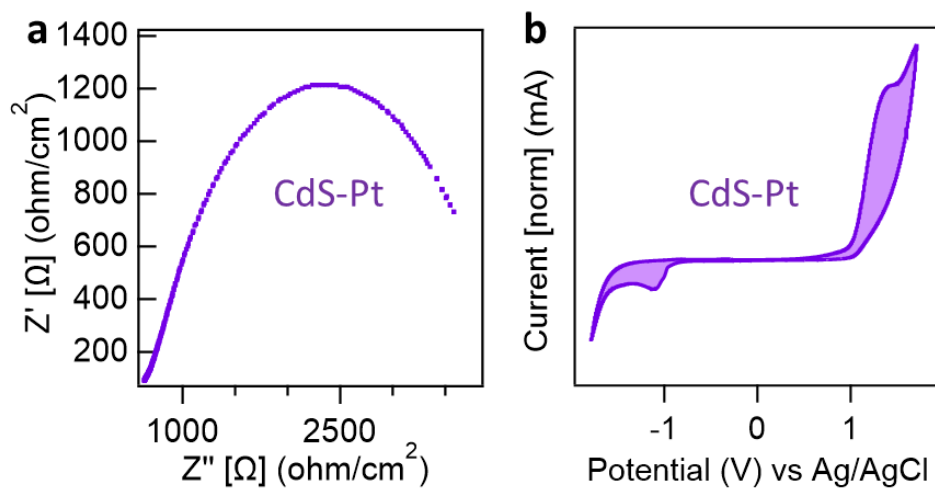 a
1400
1200
1000
800
600
400
200
Z' [Ω] (ohm/cm²)
CdS-Pt
1000
2500
Z'' [Ω] (ohm/cm²)
b
Current [norm] (mA)
CdS-Pt
-1
0
1
Potential (V) vs Ag/AgCl